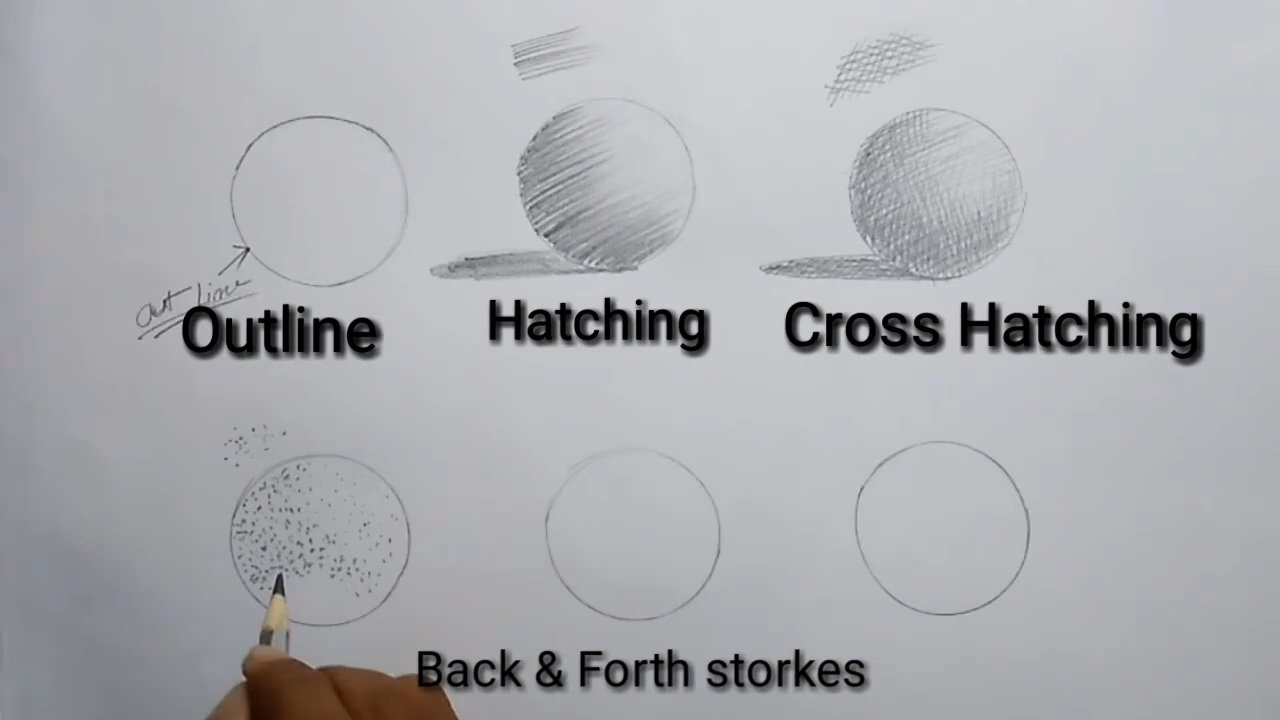 Out Line
Outline
Hatching
Cross Hatching
Back & Forth storkes